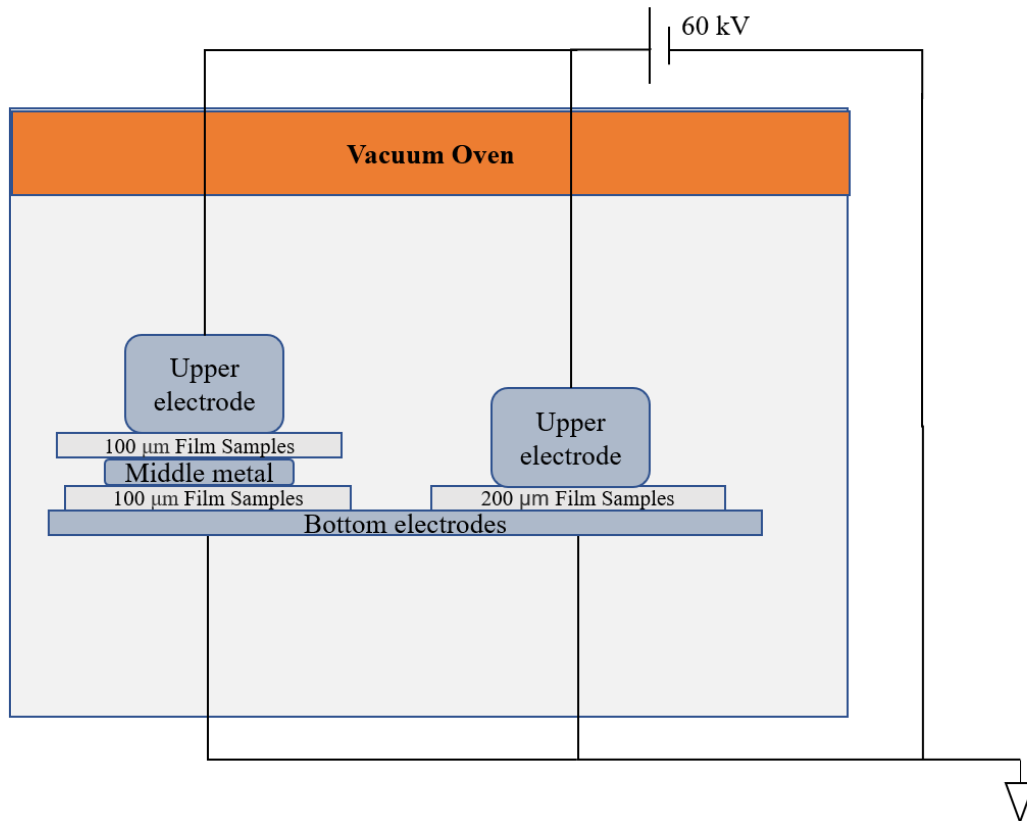 60 kV
Vacuum Oven
Upper
electrode
Upper
electrode
100 μm Film Samples
Middle metal
100 μm Film Samples
200 μm Film Samples
Bottom electrodes